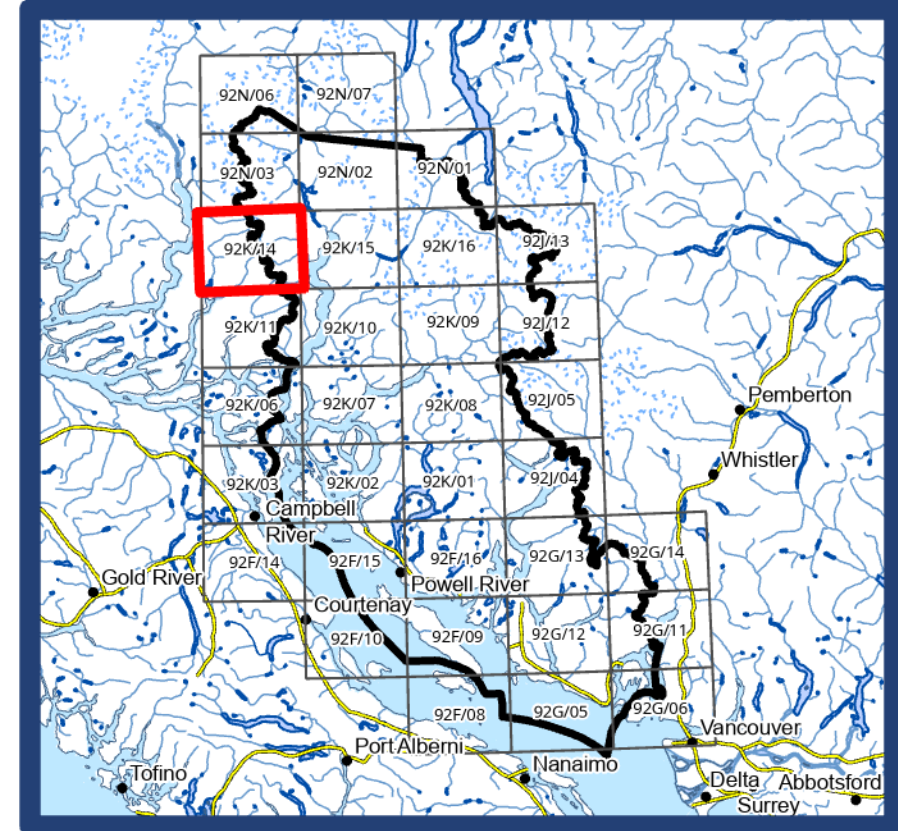 92N/06
92N/07
92N/03
92N/02
92N/01
92K/14
92K/15
92K/16
92J/13
92K/11
92K/10
92K/09
92J/12
92K/06
92K/07
92K/08
92J/05
Pemberton
92K/03
92K/02
92K/01
92J/04
Whistler
Campbell
River
92F/14
92F/15
92F/16
92G/13
92G/14
Gold River
Powell River
Courtenay
92F/10
92F/09
92G/12
92G/11
92F/08
92G/05
92G/06
Port Alberni
Nanaimo
Vancouver
Tofino
Delta
Abbotsford
Surrey